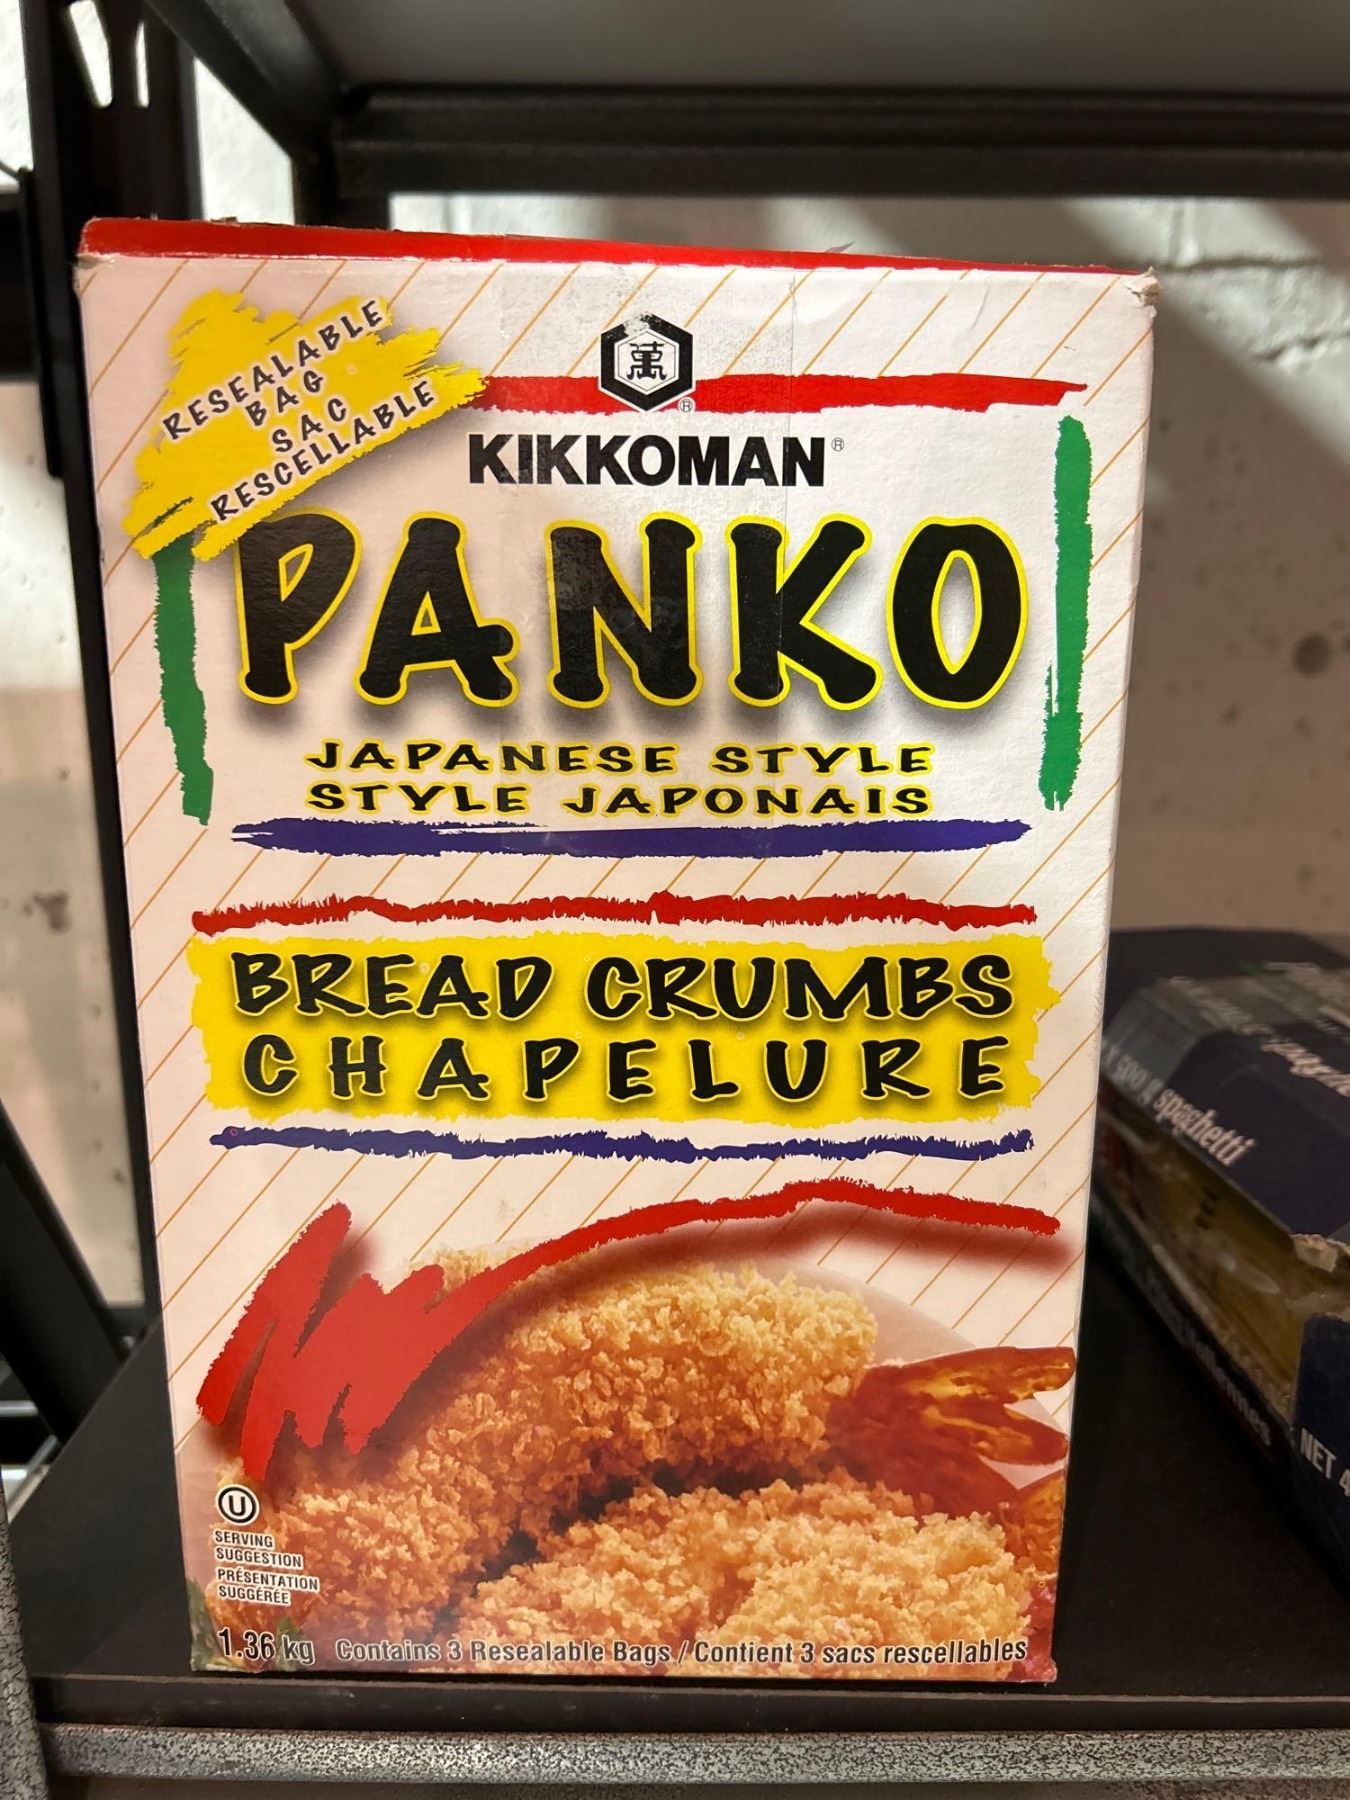 RESEALABLE
BAG
SAC
RESCELLABLE
萬
®
KIKKOMAN®
PANKO
JAPANESE STYLE
STYLE JAPONAIS
BREAD CRUMBS
CHAPELURE
U
SERVING
SUGGESTION
PRÉSENTATION
SUGGÉRÉE
1.36 kg Contains 3 Resealable Bags / Contient 3 sacs rescellables
spaghetti
NET